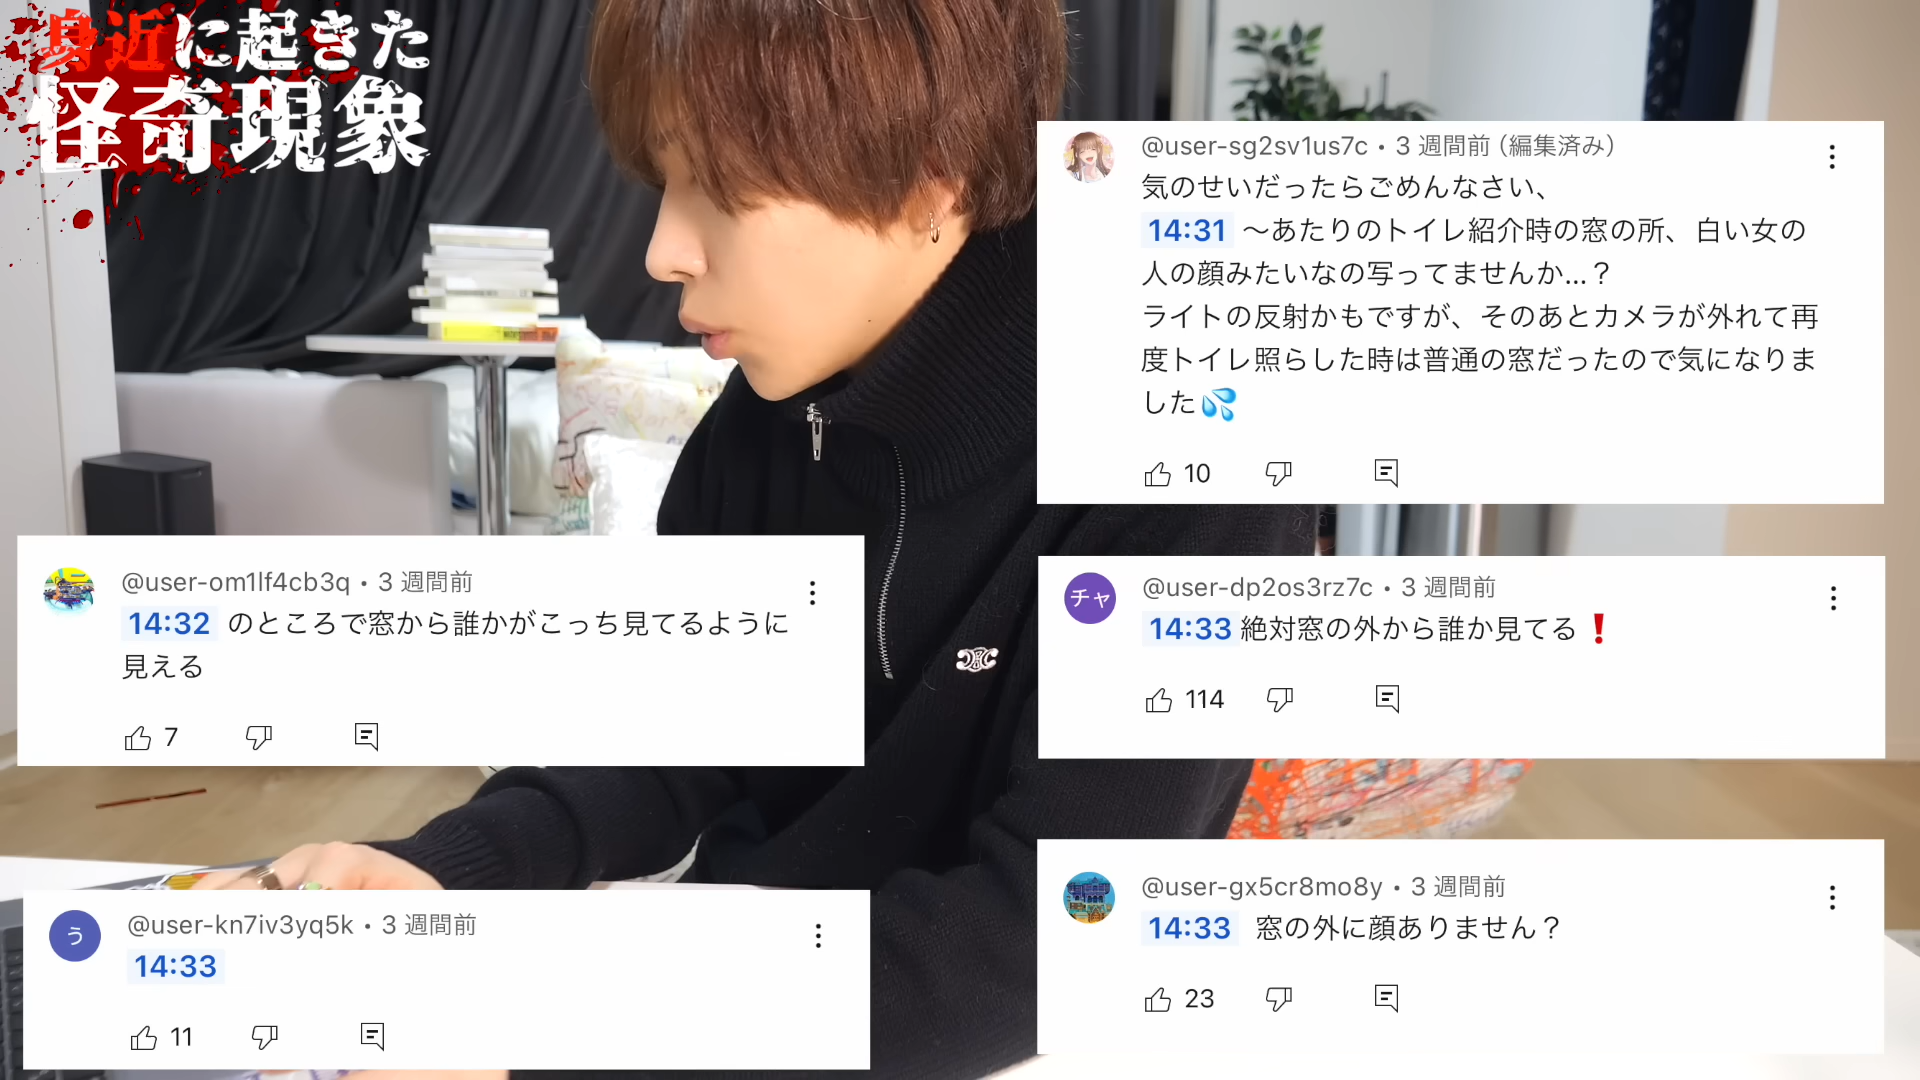 身近に起きた
怪奇現象
@user-sg2sv1us7c • 3 週間前 (編集済み)
気のせいだったらごめんなさい、
14:31 ～あたりのトイレ紹介時の窓の所、白い女の
人の顔みたいなの写ってませんか...？
ライトの反射かもですが、そのあとカメラが外れて再
度トイレ照らした時は普通の窓だったので気になりま
した💦
10
@user-om1lf4cb3q • 3 週間前
14:32 のところで窓から誰かがこっち見てるように
見える
7
チャ
@user-dp2os3rz7c • 3 週間前
14:33 絶対窓の外から誰か見てる❗
114
う
@user-kn7iv3yq5k • 3 週間前
14:33
11
@user-gx5cr8mo8y • 3 週間前
14:33 窓の外に顔ありません？
23